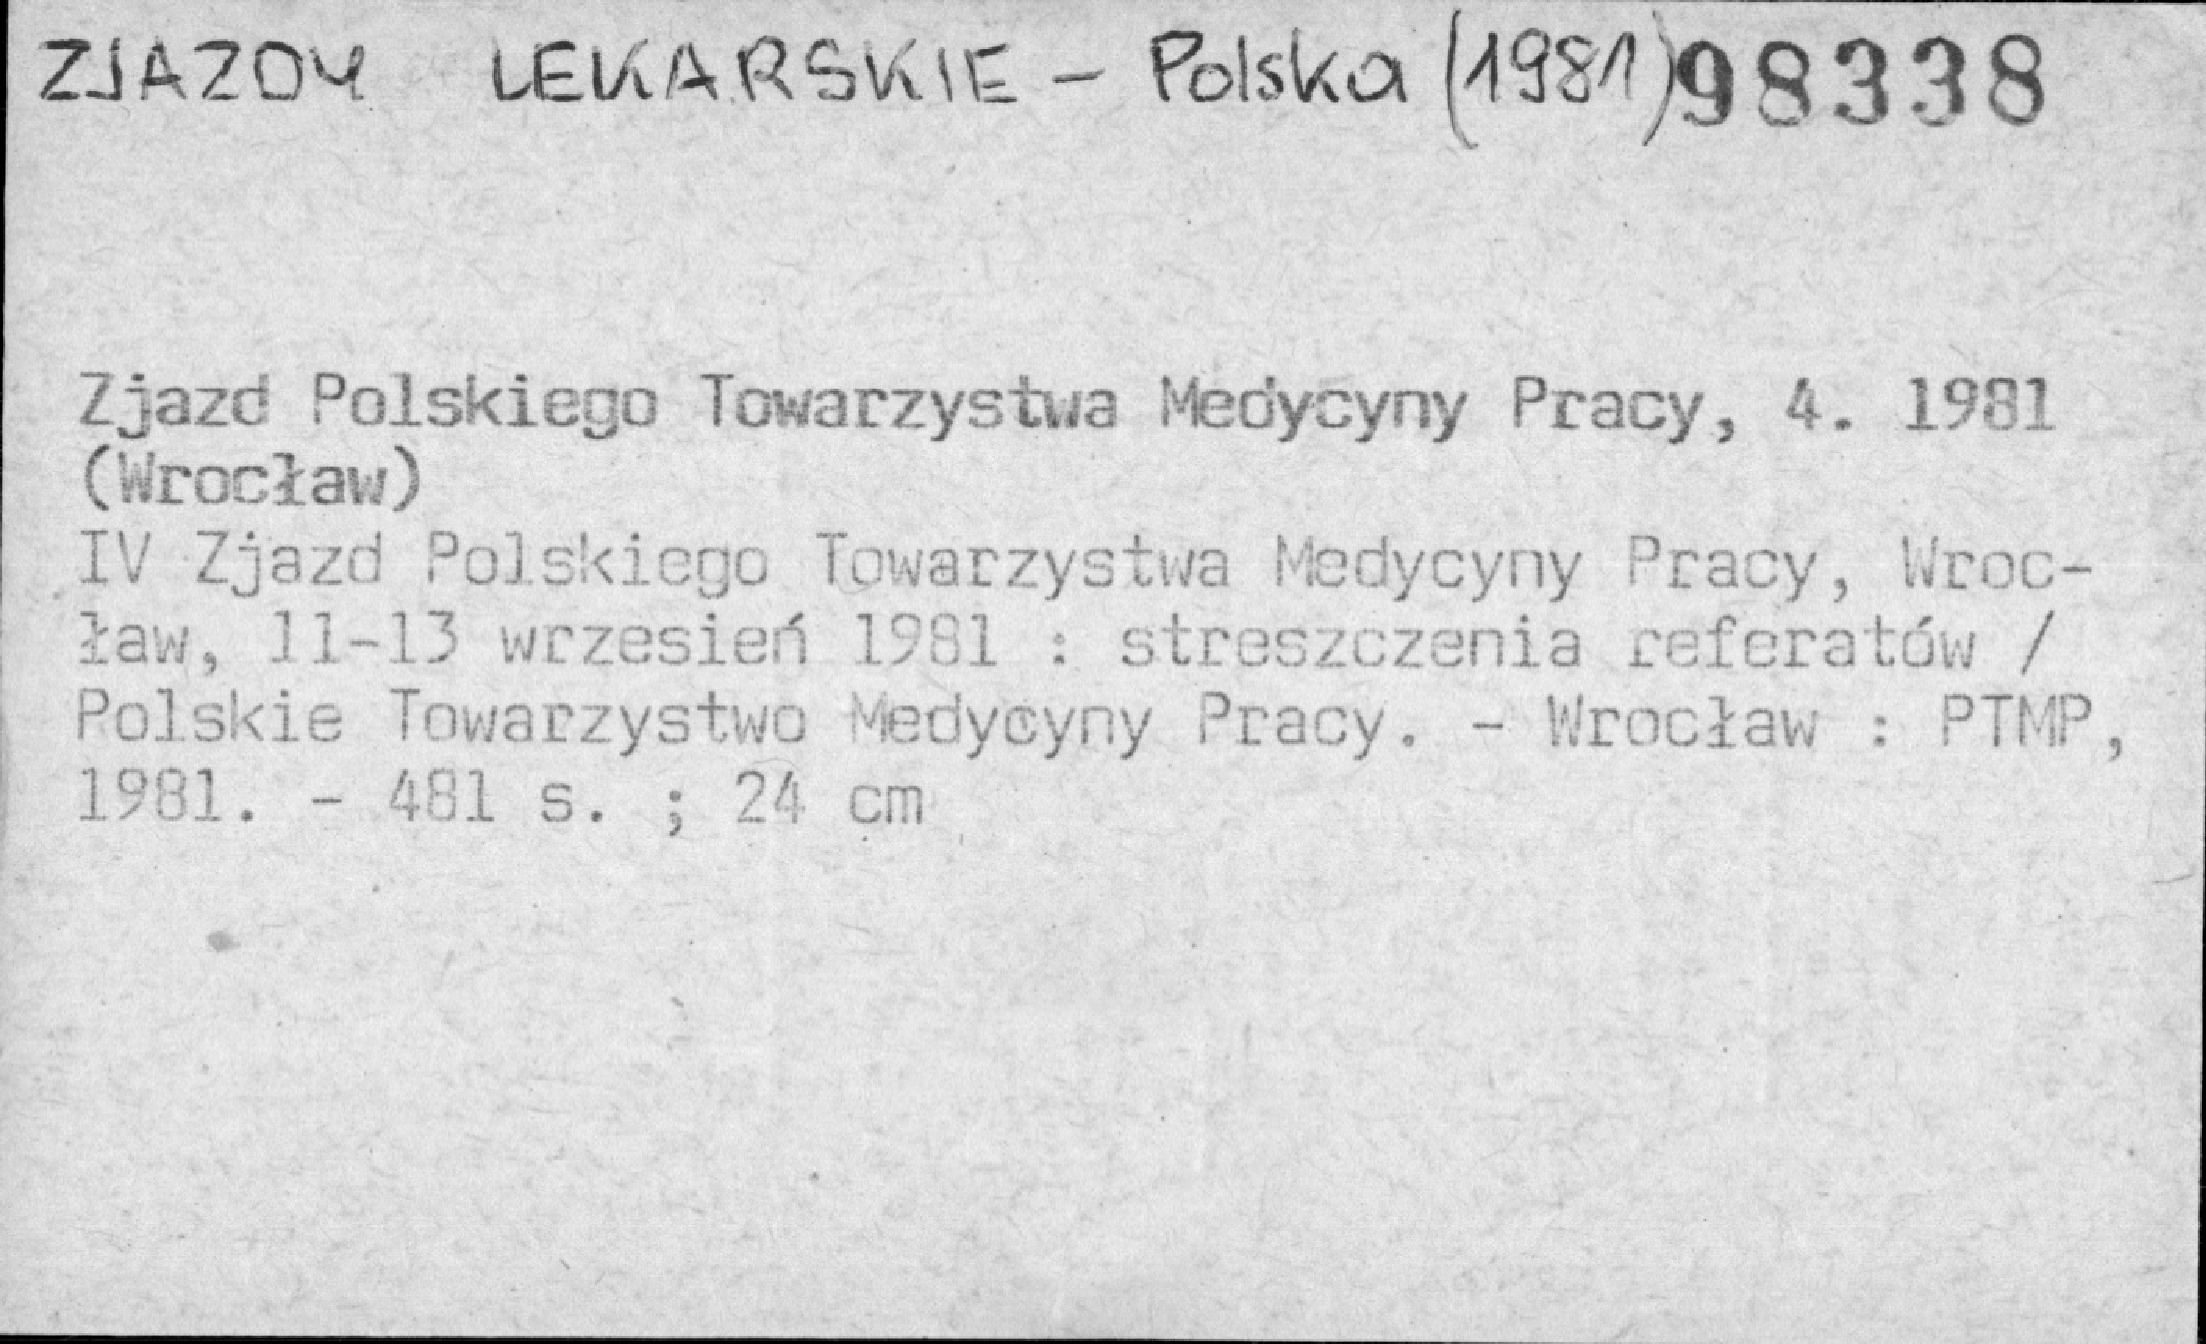 ZJAZDY LEKARSKIE - Polska (1981) 98338
Zjazd Polskiego Towarzystwa Medycyny Pracy, 4. 1981
(Wrocław)
IV Zjazd Polskiego Towarzystwa Medycyny Pracy, Wroc-
ław, 11-13 wrzesień 1981 : streszczenia referatów /
Polskie Towarzystwo Medycyny Pracy. - Wrocław : PTMP,
1981. - 481 s. ; 24 cm